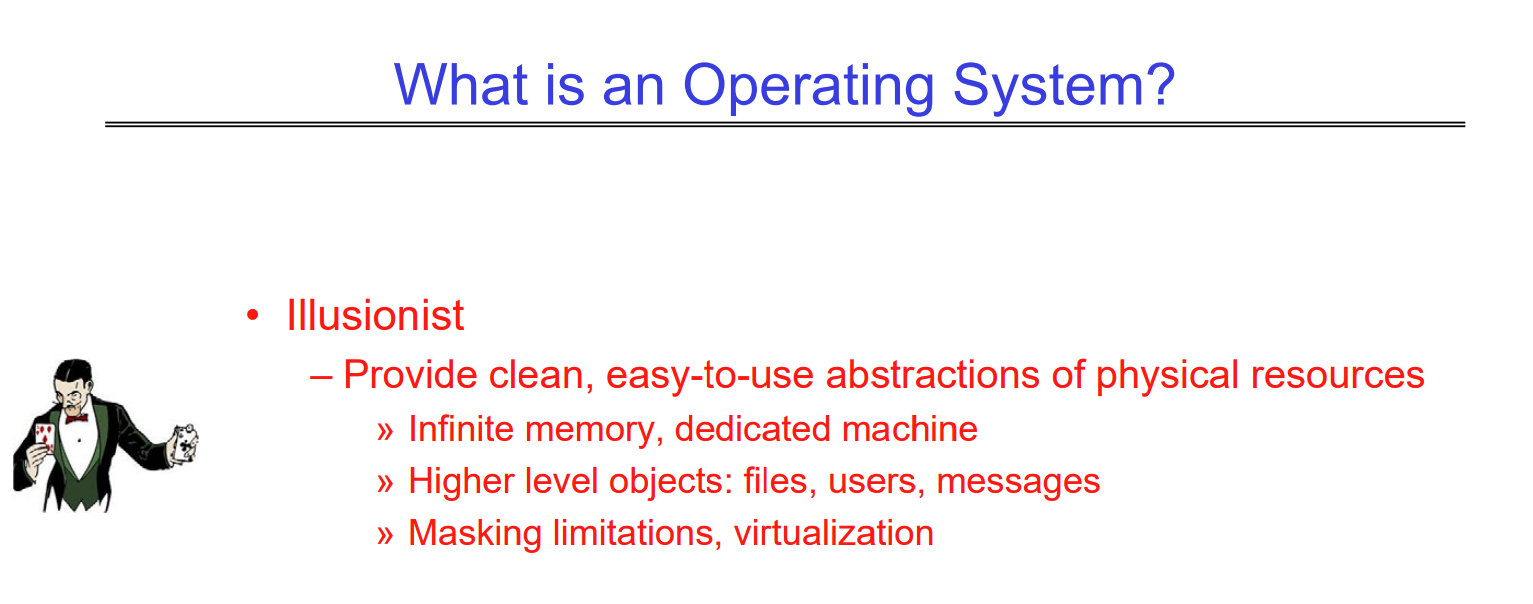 What is an Operating System?
• Illusionist
– Provide clean, easy-to-use abstractions of physical resources
» Infinite memory, dedicated machine
» Higher level objects: files, users, messages
» Masking limitations, virtualization